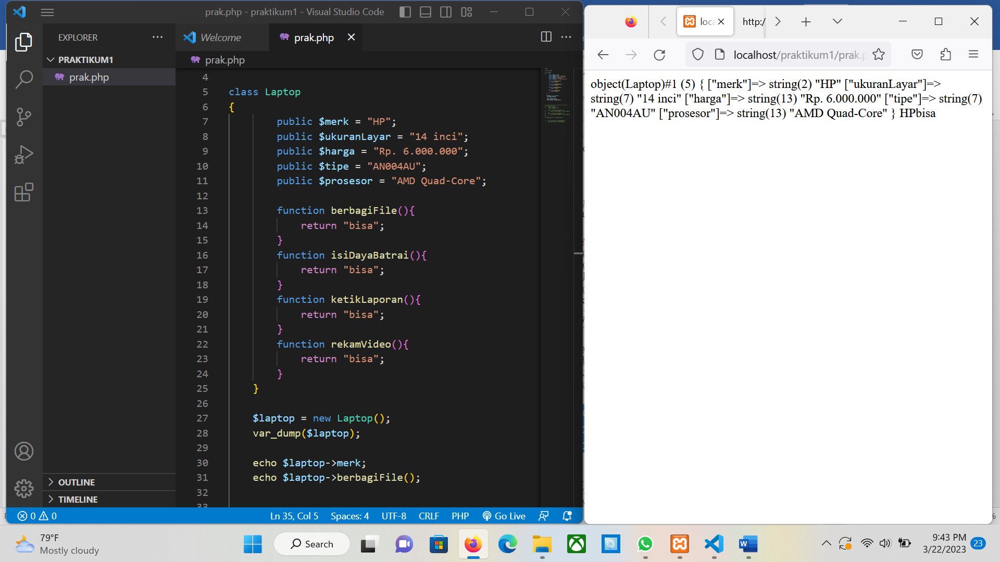 prak.php - praktikum1 - Visual Studio Code
EXPLORER
PRAKTIKUM1
prak.php
OUTLINE
TIMELINE
Welcome
prak.php
prak.php
4
5 class Laptop
6 {
7 public $merk = "HP";
8 public $ukuranLayar = "14 inci";
9 public $harga = "Rp. 6.000.000";
10 public $tipe = "AN004AU";
11 public $prosesor = "AMD Quad-Core";
12
13 function berbagiFile(){
14 return "bisa";
15 }
16 function isiDayaBatrai(){
17 return "bisa";
18 }
19 function ketikLaporan(){
20 return "bisa";
21 }
22 function rekamVideo(){
23 return "bisa";
24 }
25 }
26
27 $laptop = new Laptop();
28 var_dump($laptop);
29
30 echo $laptop->merk;
31 echo $laptop->berbagiFile();
32
33
0 0 Ln 35, Col 5 Spaces: 4 UTF-8 CRLF PHP Go Live
loca http:/
localhost/praktikum1/prak.p
object(Laptop)#1 (5) { ["merk"]=> string(2) "HP" ["ukuranLayar"]=>
string(7) "14 inci" ["harga"]=> string(13) "Rp. 6.000.000" ["tipe"]=> string(7)
"AN004AU" ["prosesor"]=> string(13) "AMD Quad-Core" } HPbisa
79°F
Mostly cloudy
Search
9:43 PM
3/22/2023
23